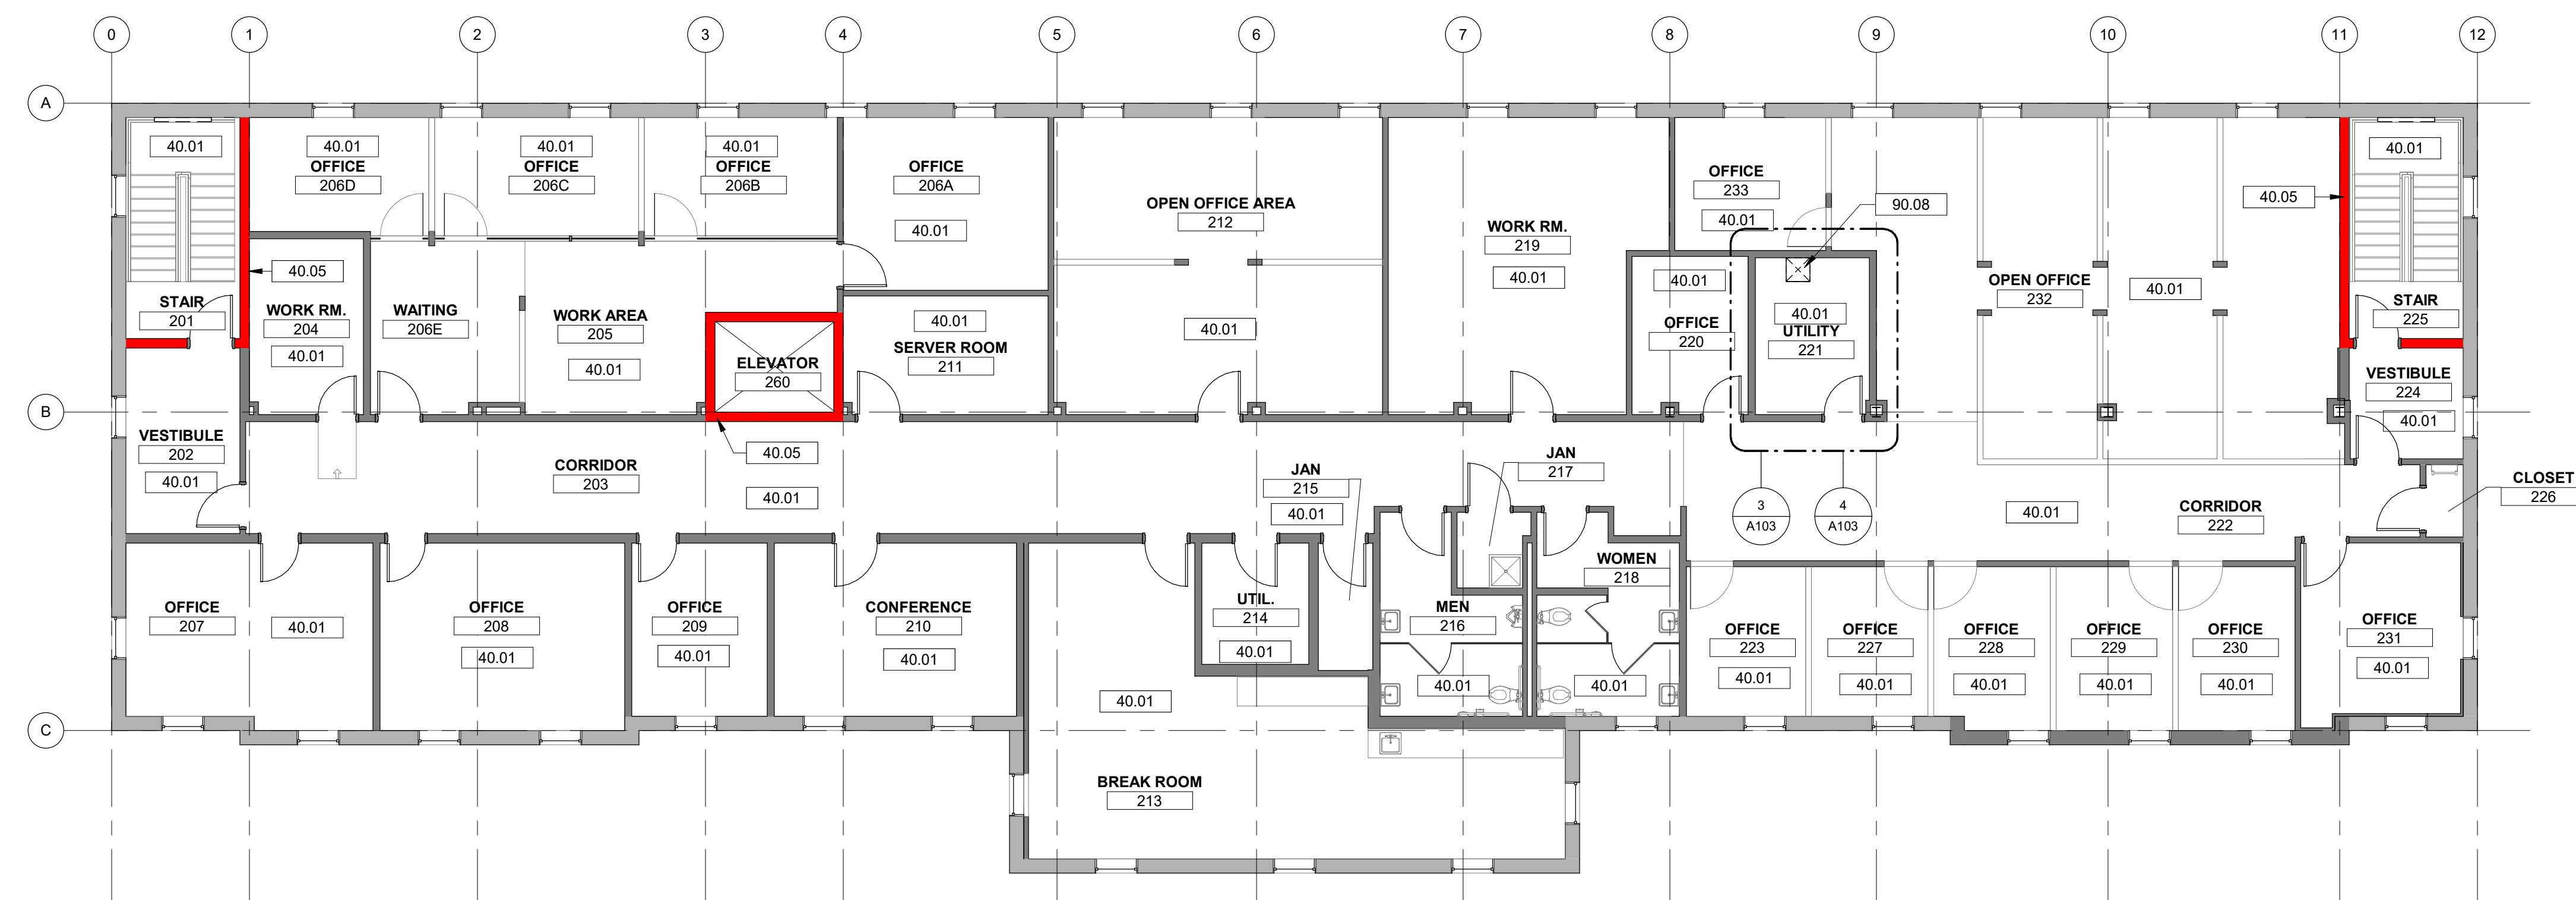 0 1 2 3 4 5 6 7 8 9 10 11 12
A
40.01
40.01
OFFICE
206D
40.01
OFFICE
206C
40.01
OFFICE
206B
OFFICE
206A
40.01
OPEN OFFICE AREA
212
40.01
WORK RM.
219
40.01
OFFICE
233
40.01
90.08
40.05
40.01
40.05
STAIR
201
WORK RM.
204
40.01
WAITING
206E
WORK AREA
205
40.01
ELEVATOR
260
40.01
SERVER ROOM
211
40.01
OFFICE
220
40.01
UTILITY
221
OPEN OFFICE
232
40.01
STAIR
225
VESTIBULE
224
40.01
B
VESTIBULE
202
40.01
CORRIDOR
203
40.05
40.01
JAN
215
40.01
JAN
217
3
A103
4
A103
40.01
CORRIDOR
222
CLOSET
226
OFFICE
207
40.01
OFFICE
208
40.01
OFFICE
209
40.01
CONFERENCE
210
40.01
UTIL.
214
40.01
MEN
216
40.01
WOMEN
218
40.01
OFFICE
223
40.01
OFFICE
227
40.01
OFFICE
228
40.01
OFFICE
229
40.01
OFFICE
230
40.01
OFFICE
231
40.01
C
40.01
BREAK ROOM
213